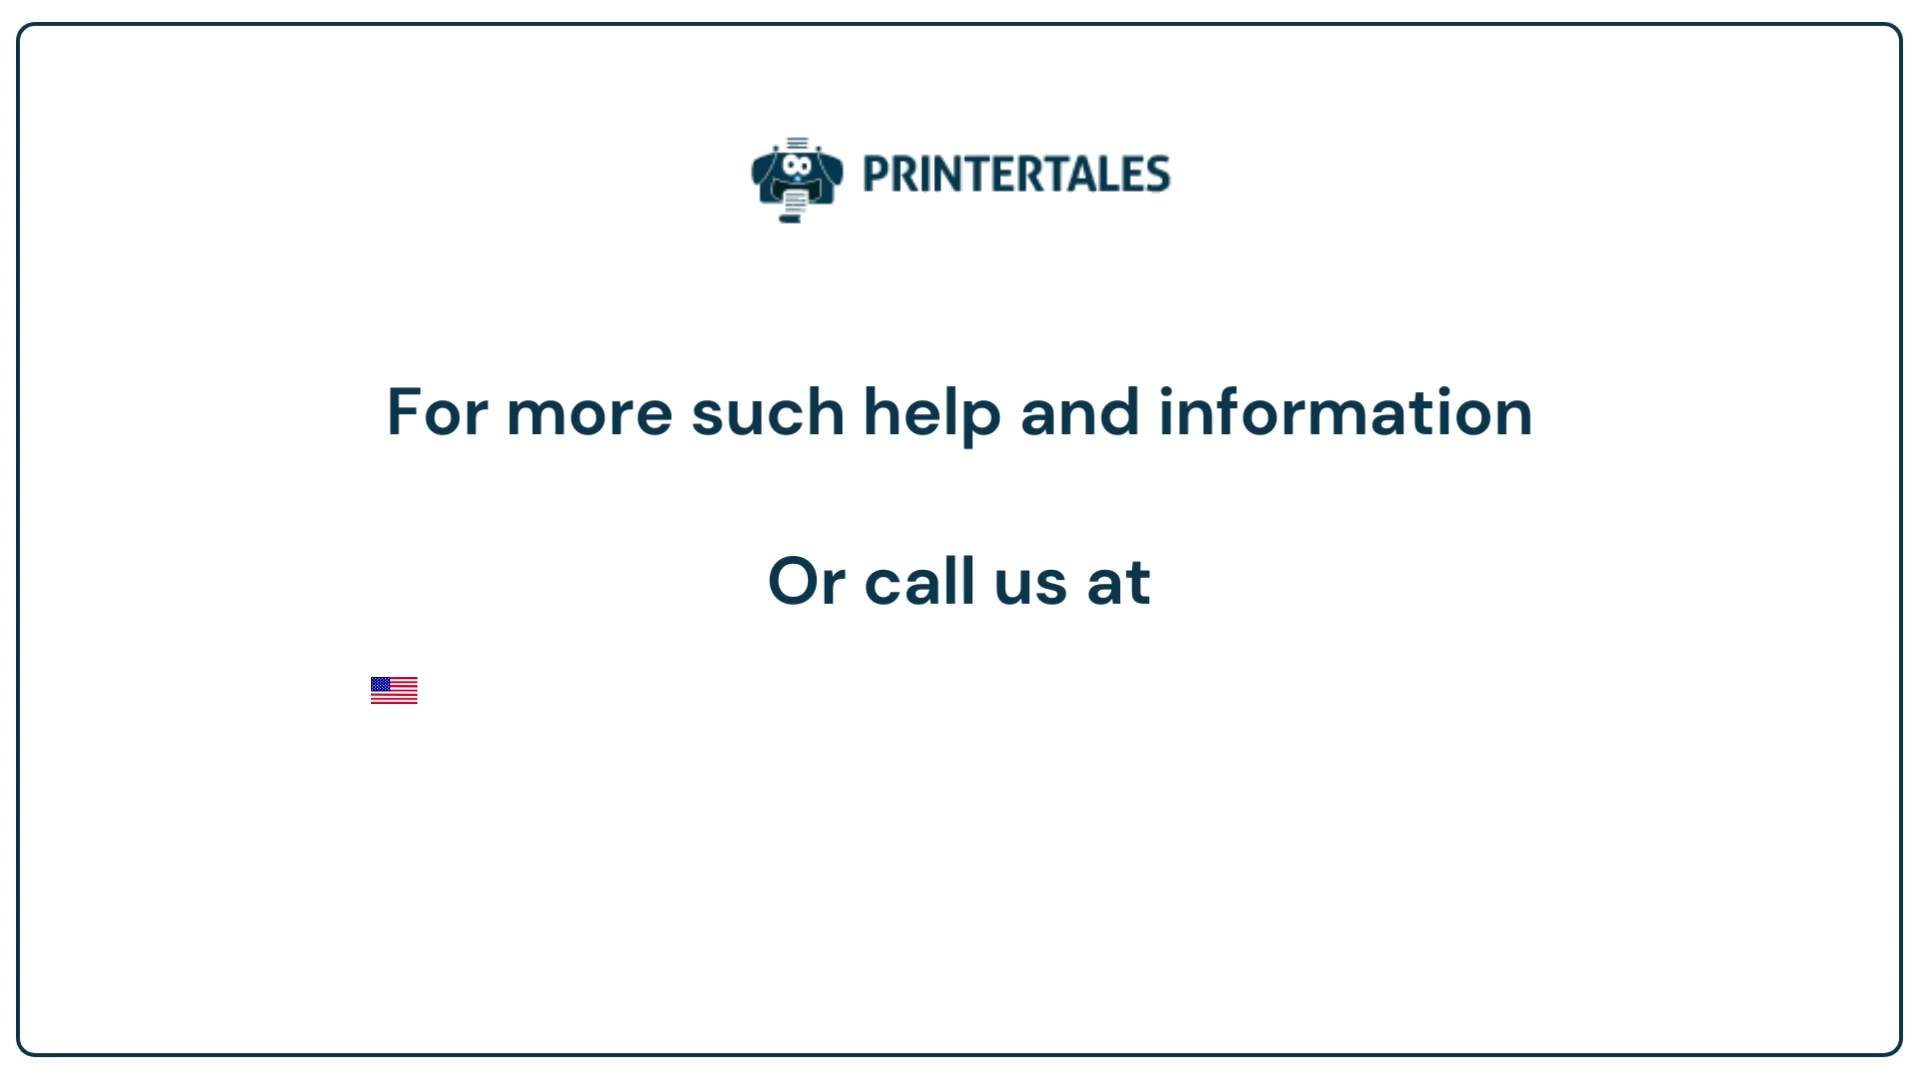 PRINTERTALES
For more such help and information
Or call us at